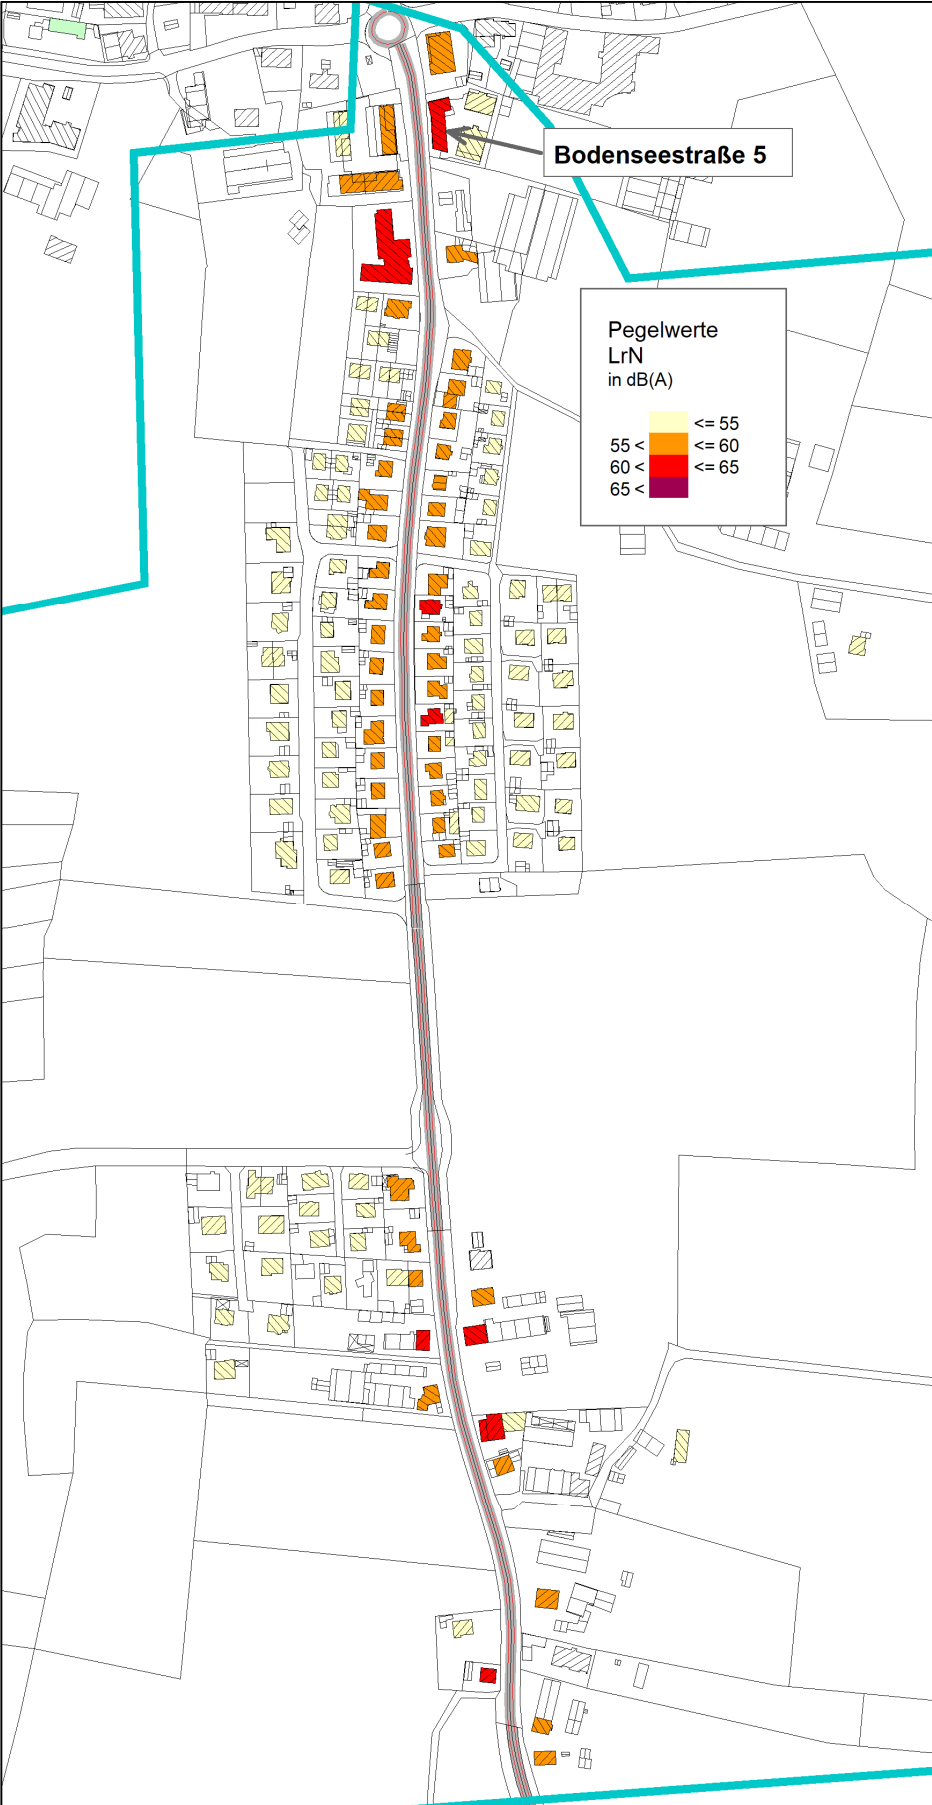 Bodenseestraße 5
Pegelwerte
LrN
in dB(A)
<= 55
55 < <= 60
60 < <= 65
65 <